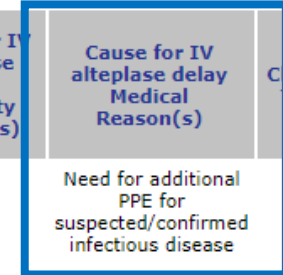 Cause for IV
alteplase delay
Medical
Reason(s)
Need for additional
PPE for
suspected/confirmed
infectious disease